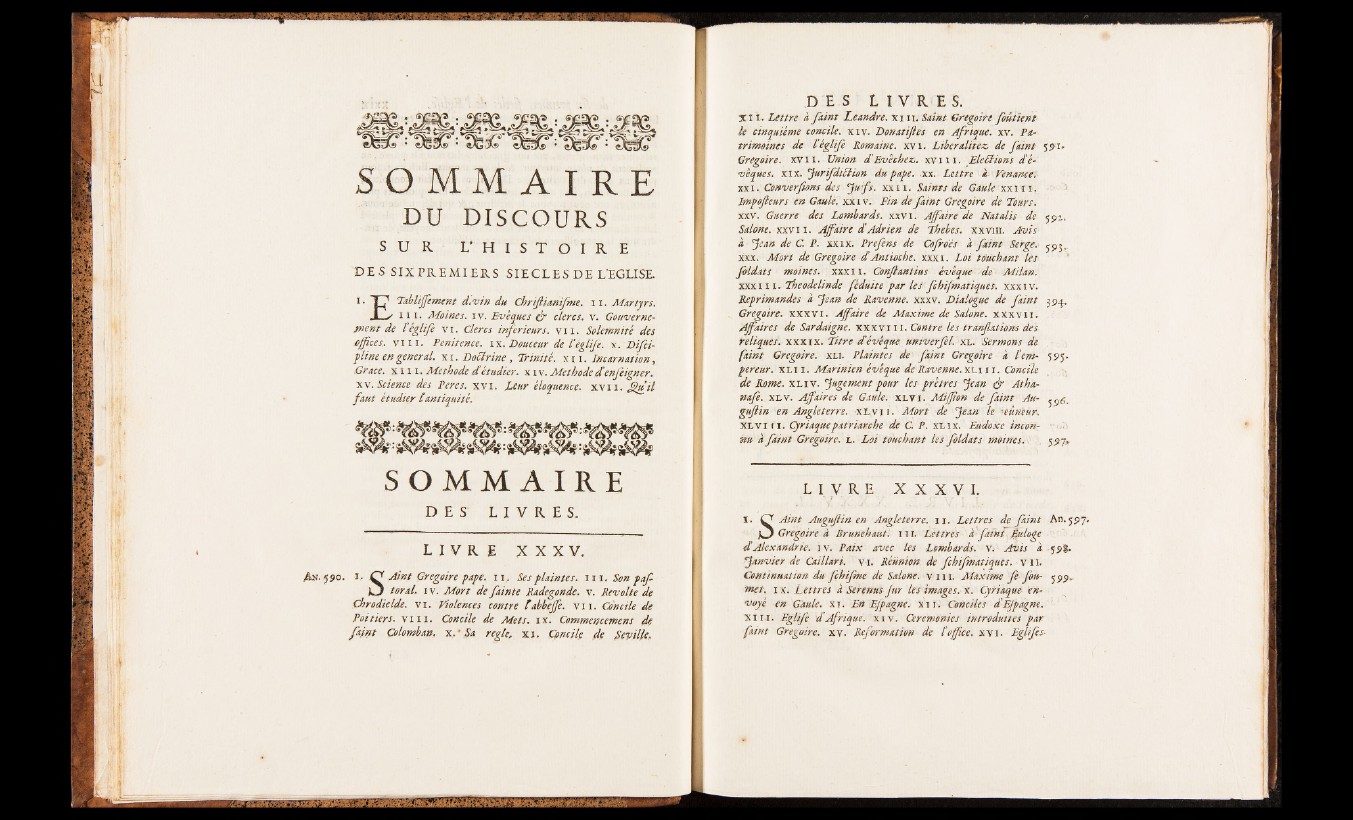 SOMMAIRE
DU DISCOURS
SUR L'HISTOIRE
DES SIX PREMIERS SIECLES DE L'EGLISE.
I. ETabliſſement divin du Chriſtianiſme. II. Martyrs.
III. Moines. IV. Evêques & clercs. V. Gouverne-
ment de l'égliſe VI. Clercs inferieurs. VII. Solemnité des
offices. VIII. Penitence. IX. Douceur de l'egliſe. X. Diſci-
pline en general. XI. Doctrine, Trinité. XII. Incarnation,
Grace. XIII. Methode d'étudier. XIV. Methode d'enſeigner.
XV. Science des Peres. XVI. Leur éloquence. XVII. Qu'il
faut étudier l'antiquité.
SOMMAIRE
DES LIVRES.
LIVRE XXXV.
An. 590. I. SAint Gregoire pape. II. Ses plaintes. III. Son paſ-
toral. IV. Mort de ſainte Radegonde. V. Revolte de
Chrodielde. VI. Violences contre l'abbeſſe. VII. Concile de
Poitiers. VIII. Concile de Mets. IX. Commencemens de
ſaint Colomban. X. Sa regle. XI. Concile de Seville.
DES LIVRES.
XII. Lettre à ſaint Leandre. XIII. Saint Gregoire ſoûtient
le cinquième concile. XIV. Donatiſtes en Afrique. XV. Pa-
trimoines de l'égliſe Romaine. XVI. Liberalitez de ſaint 591.
Gregoire. XVII. Union d'Evêchez. XVIII. Elections d'é-
vêques. XIX. Juriſdiction du pape. XX. Lettre à Venance.
XXI. Converſions des Juifs. XXII. Saints de Gaule XXIII.
Impoſteurs en Gaule. XXIV. Fin de ſaint Gregoire de Tours.
XXV. Guerre des Lombards. XXVI. Affaire de Natalis de 592.
Salone. XXVII. Affaire d'Adrien de Thebes. XXVIII. Avis
à Jean de C. P. XXIX. Preſens de Coſroës à ſaint Serge. 593.
XXX. Mort de Gregoire d'Antioche. XXXI. Loi touchant les
ſoldats moines. XXXII. Conſtantius évêque de Milan.
XXXIII. Theodelinde ſéduite par les ſchiſmatiques. XXXIV.
Reprimandes à Jean de Ravenne. XXXV. Dialogue de ſaint 394.
Gregoire. XXXVI. Affaire de Maxime de Salone. XXXVII.
Affaires de Sardaigne. XXXVIII. Contre les tranſlations des
reliques. XXXIX. Titre d'évêque univerſel. XL. Sermons de
ſaint Gregoire. XLI. Plaintes de ſaint Gregoire à l'em- 595.
pereur. XLII. Martinien évêque de Ravenne. XLIII. Concile
de Rome. XLIV. Jugement pour les prêtres Jean & Atha-
naſe. XLV. Affaires de Gaule. XLVI. Miſſion de ſaint Au- 596.
guſtin en Angleterre. XLVII. Mort de Jean le jeûneur.
XLVIII. Cyriaque patriarche de C. P. XLIX. Eudoxe incon-
nu à ſaint Gregoire. L. Loi touchant les ſoldats moines. 597.
LIVRE XXXVI.
I. SAint Auguſtin en Angleterre. II. Lettres de ſaint An. 597.
Gregoire à Brunehaut. III. Lettres à ſaint Euloge
d'Alexandrie. IV. Paix avec les Lombards. V. Avis à 598.
Janvier de Caillari. VI. Réünion de ſchiſmatiques. VII.
Continuation du ſchiſme de Salone. VIII. Maxime ſe ſou- 599.
met. IX. Lettres à Serenus ſur les images. X. Cyriaque en-
voyé en Gaule. XI. En Eſpagne. XII. Conciles d'Eſpagne.
XIII. Egliſe d'Afrique. XIV. Ceremonies introduites par
ſaint Gregoire. XV. Reformation de l'office. XVI. Egliſes